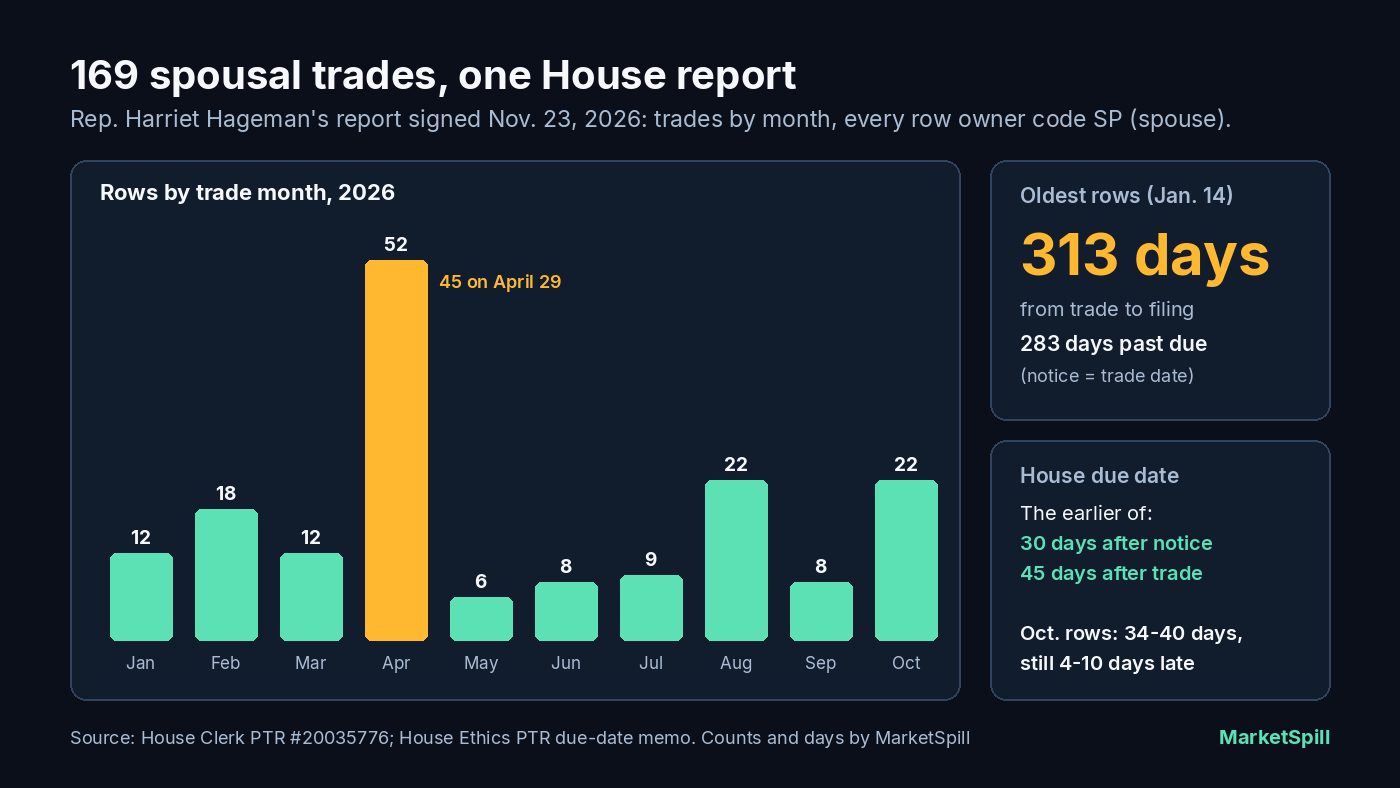 169 spousal trades, one House report
Rep. Harriet Hageman's report signed Nov. 23, 2026: trades by month, every row owner code SP (spouse).
Rows by trade month, 2026
52
45 on April 29
22
22
18
12
12
9
8
8
6
Jan Feb Mar Apr May Jun Jul Aug Sep Oct
Oldest rows (Jan. 14)
313 days
from trade to filing
283 days past due
(notice = trade date)
House due date
The earlier of:
30 days after notice
45 days after trade
Oct. rows: 34-40 days,
still 4-10 days late
Source: House Clerk PTR #20035776; House Ethics PTR due-date memo. Counts and days by MarketSpill
MarketSpill